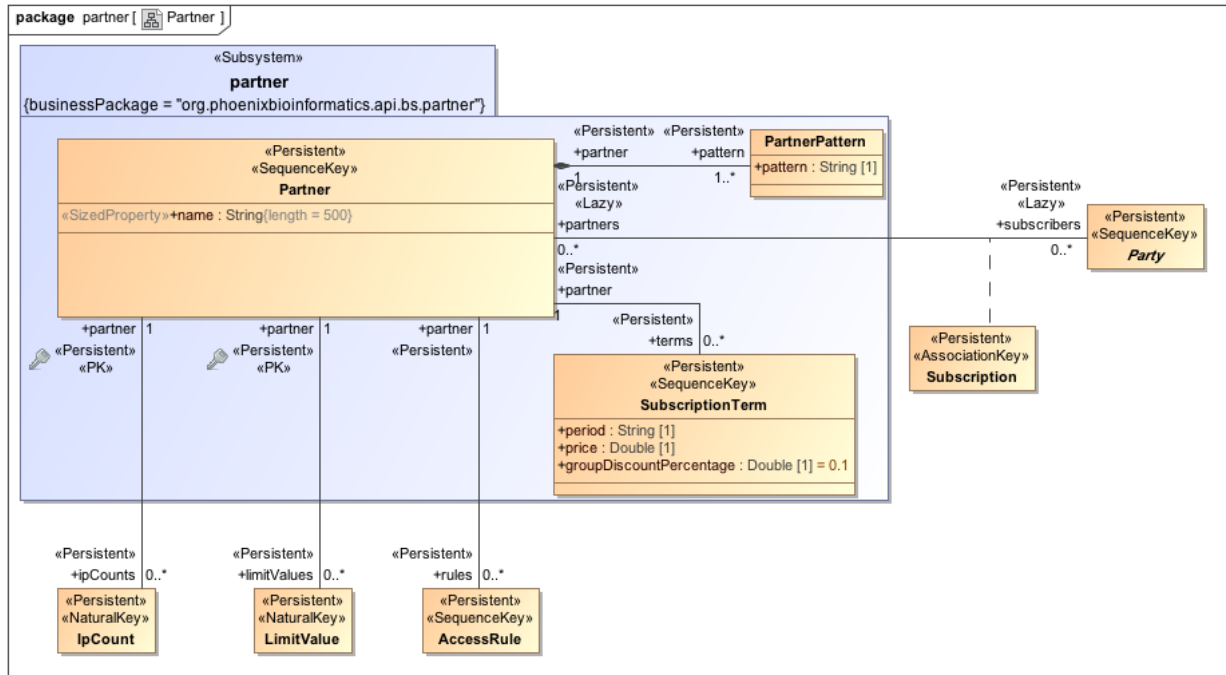 package partner [ Partner ]
«Subsystem»
partner
{businessPackage = "org.phoenixbioinformatics.api.bs.partner"}
«Persistent»
«SequenceKey»
Partner
«SizedProperty»+name : String{length = 500}
«Persistent»
+partner
1
«Persistent»
+pattern
1..*
PartnerPattern
+pattern : String [1]
«Persistent»
«Lazy»
+partners
0..*
«Persistent»
«Lazy»
+subscribers
0..*
«Persistent»
«SequenceKey»
Party
«Persistent»
+partner
1
«Persistent»
+terms
0..*
«Persistent»
«AssociationKey»
Subscription
«Persistent»
«SequenceKey»
SubscriptionTerm
+period : String [1]
+price : Double [1]
+groupDiscountPercentage : Double [1] = 0.1
+partner 1
«Persistent»
«PK»
+partner 1
«Persistent»
«PK»
+partner 1
«Persistent»
«Persistent»
+ipCounts 0..*
«Persistent»
+limitValues 0..*
«Persistent»
+rules 0..*
«Persistent»
«NaturalKey»
IpCount
«Persistent»
«NaturalKey»
LimitValue
«Persistent»
«SequenceKey»
AccessRule